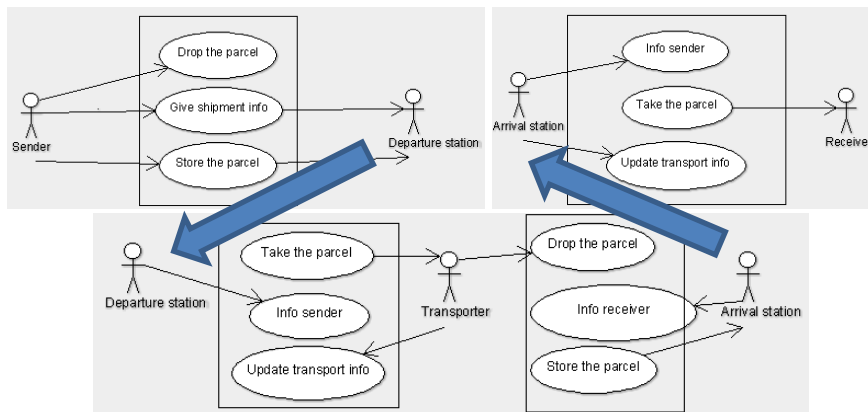 Drop the parcel
Give shipment info
Store the parcel
Sender
Departure station
Info sender
Take the parcel
Update transport info
Arrival station
Receive
Take the parcel
Info sender
Update transport info
Departure station
Transporter
Drop the parcel
Info receiver
Store the parcel
Arrival station